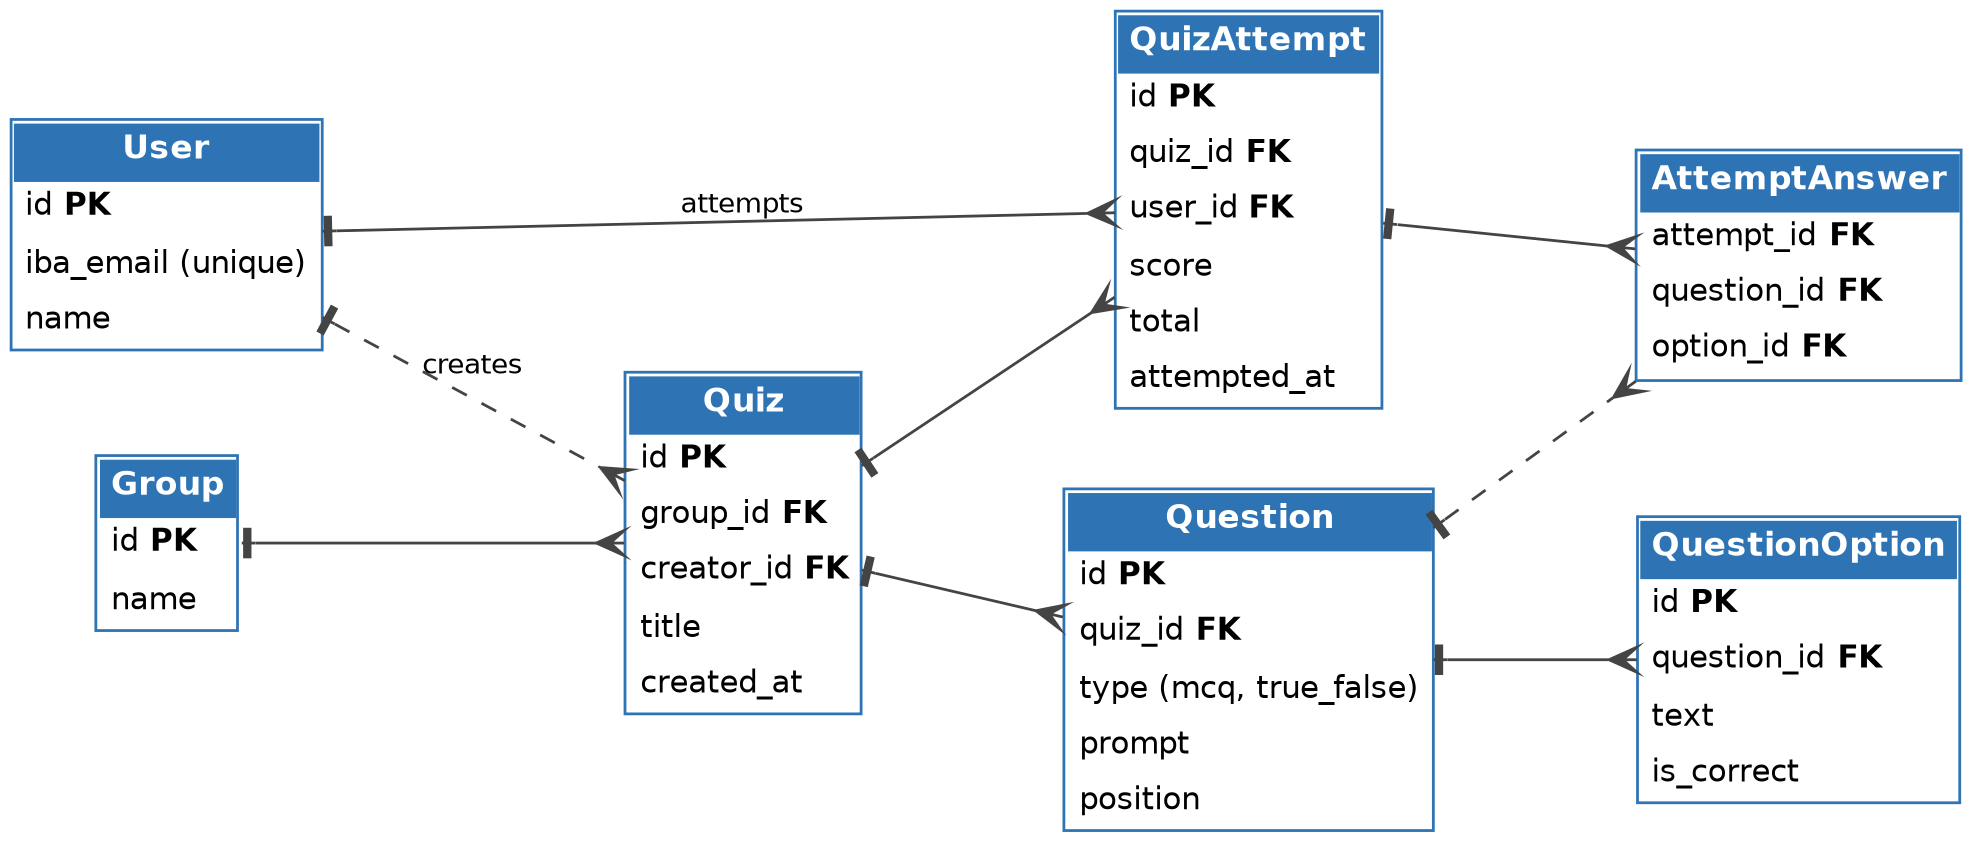 User
id PK
iba_email (unique)
name
attempts
creates
Group
id PK
name
Quiz
id PK
group_id FK
creator_id FK
title
created_at
QuizAttempt
id PK
quiz_id FK
user_id FK
score
total
attempted_at
Question
id PK
quiz_id FK
type (mcq, true_false)
prompt
position
AttemptAnswer
attempt_id FK
question_id FK
option_id FK
QuestionOption
id PK
question_id FK
text
is_correct